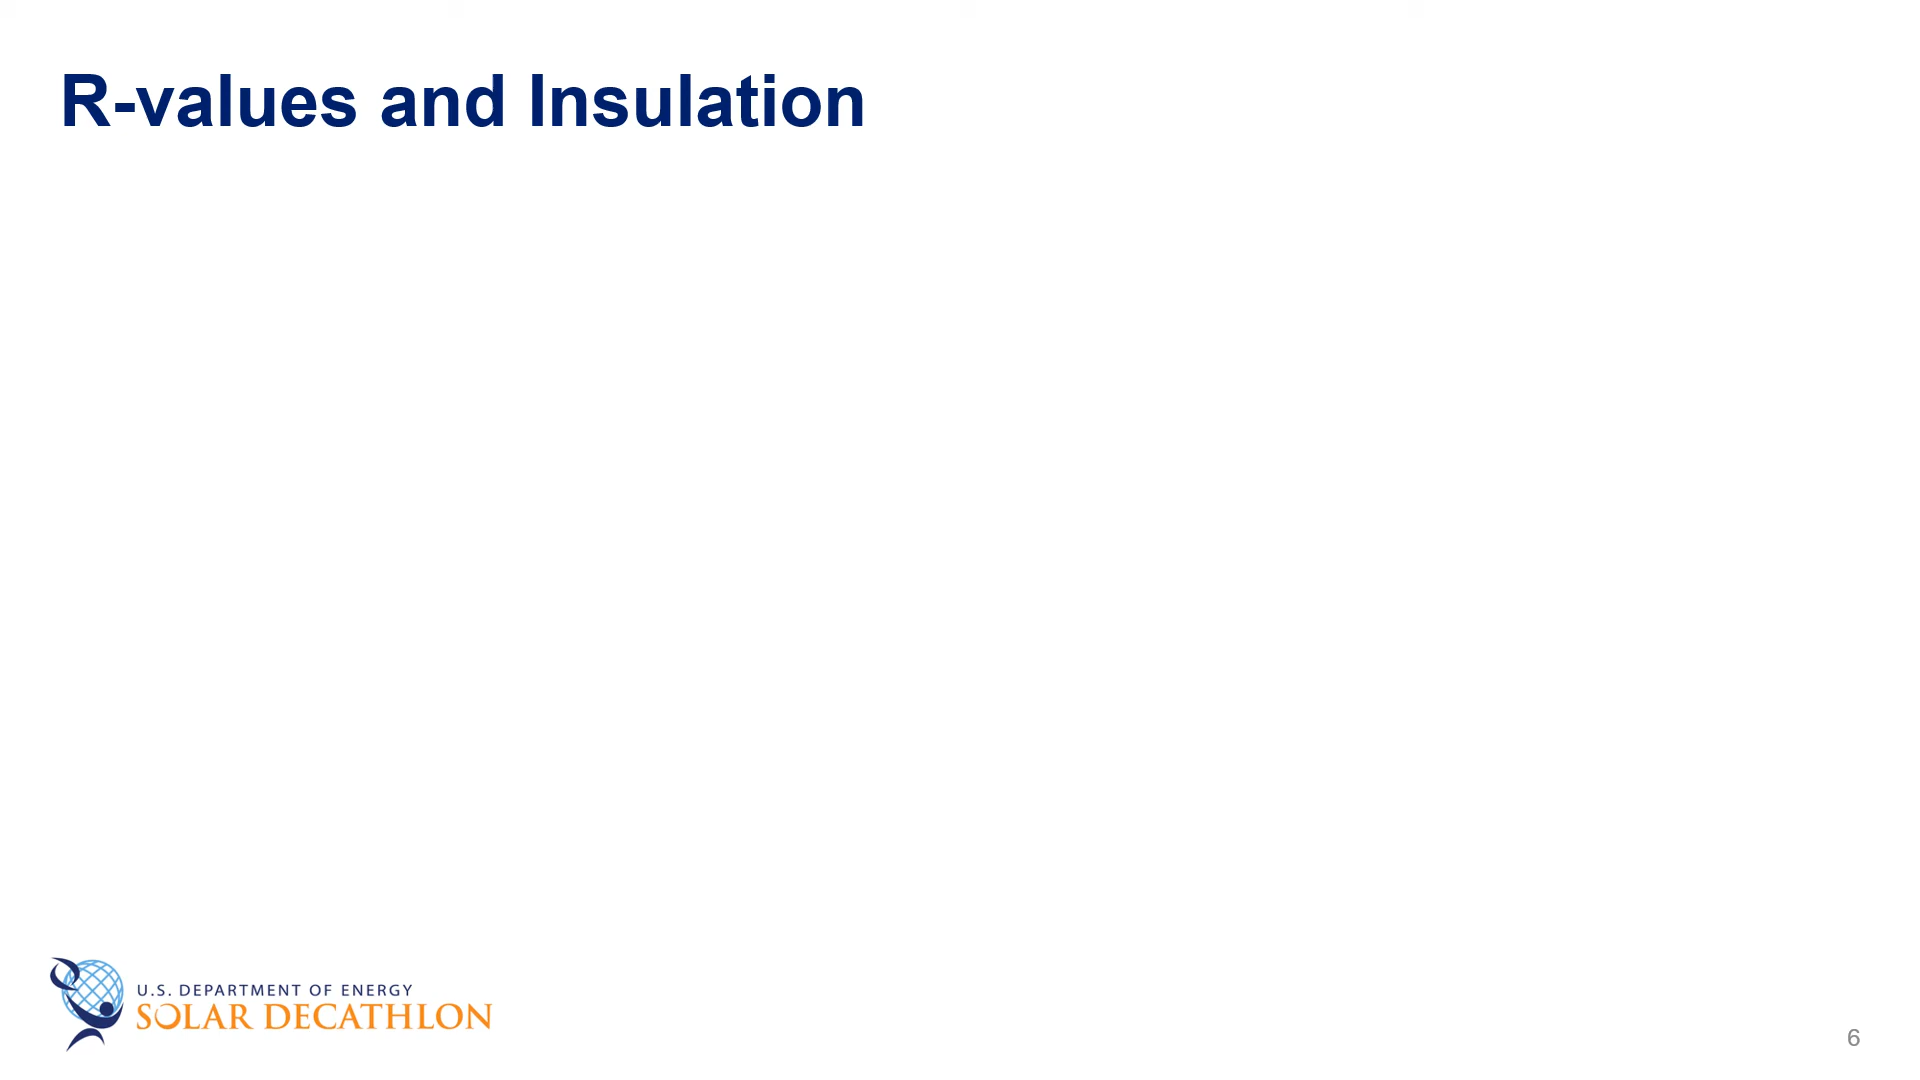 R-values and Insulation
U.S. DEPARTMENT OF ENERGY
SOLAR DECATHLON
6